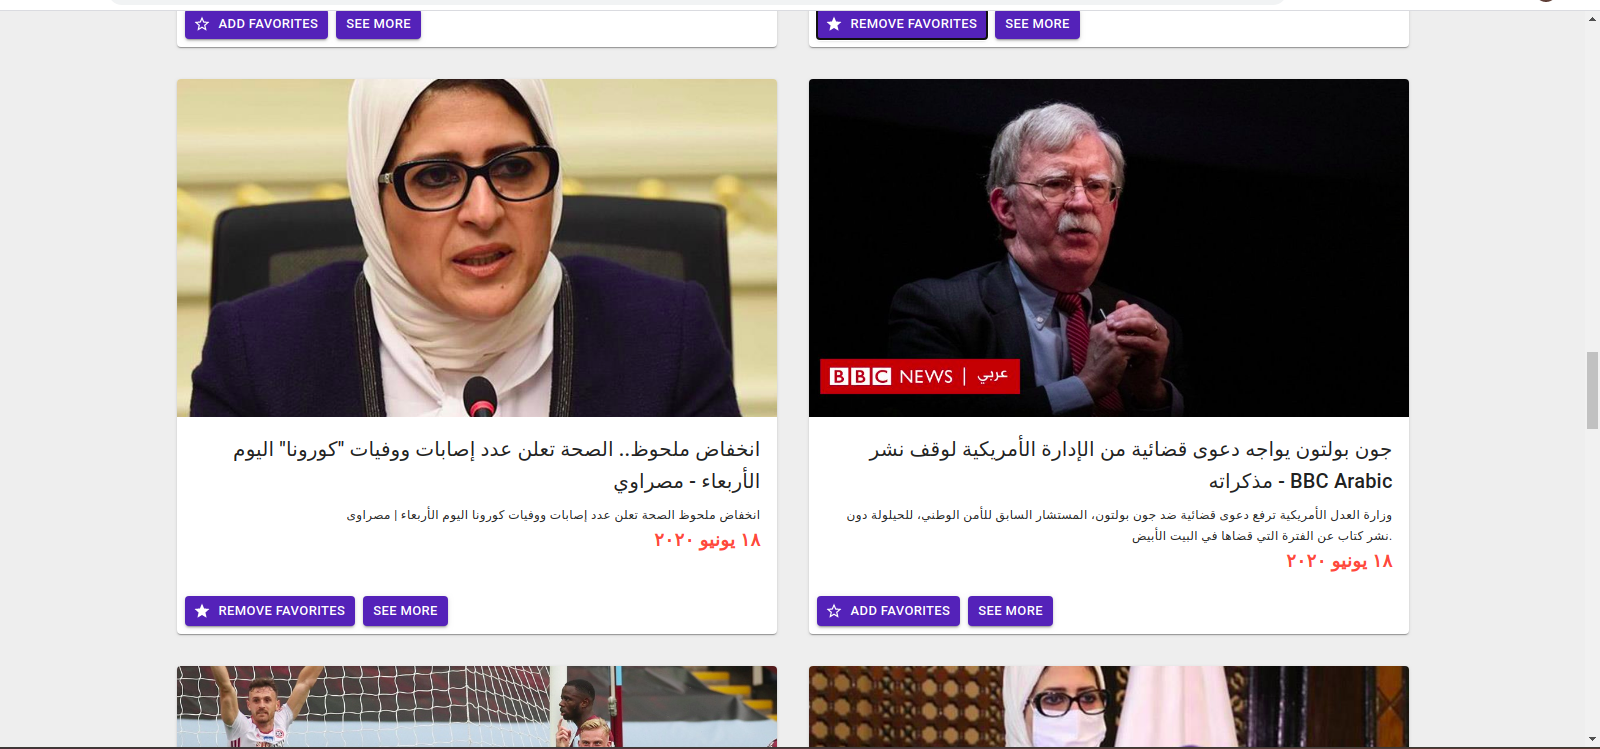 ADD FAVORITES SEE MORE
REMOVE FAVORITES SEE MORE
انخفاض ملحوظ.. الصحة تعلن عدد إصابات ووفيات "كورونا" اليوم
الأربعاء - مصراوي
انخفاض ملحوظ الصحة تعلن عدد إصابات ووفيات كورونا اليوم الأربعاء | مصراوى
١٨ يونيو ٢٠٢٠
REMOVE FAVORITES SEE MORE
BBC NEWS | عربي
جون بولتون يواجه دعوى قضائية من الإدارة الأمريكية لوقف نشر
مذكراته - BBC Arabic
وزارة العدل الأمريكية ترفع دعوى قضائية ضد جون بولتون، المستشار السابق للأمن الوطني، للحيلولة دون
نشر كتاب عن الفترة التي قضاها في البيت الأبيض.
١٨ يونيو ٢٠٢٠
ADD FAVORITES SEE MORE